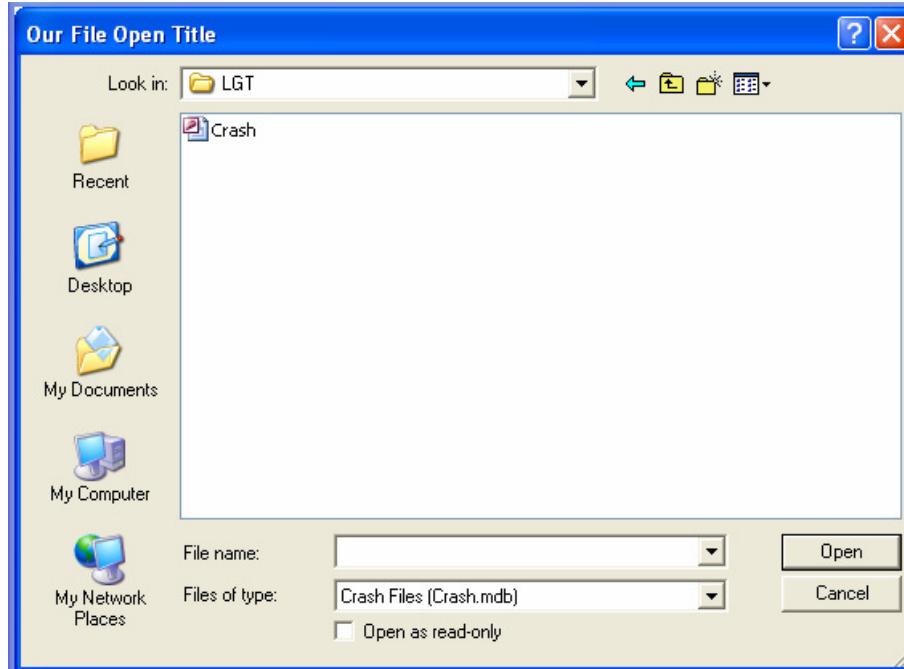 Our File Open Title
Look in: LGT
Crash
Recent
Desktop
My Documents
My Computer
My Network
Places
File name:
Open
Files of type: Crash Files (Crash.mdb)
Cancel
Open as read-only